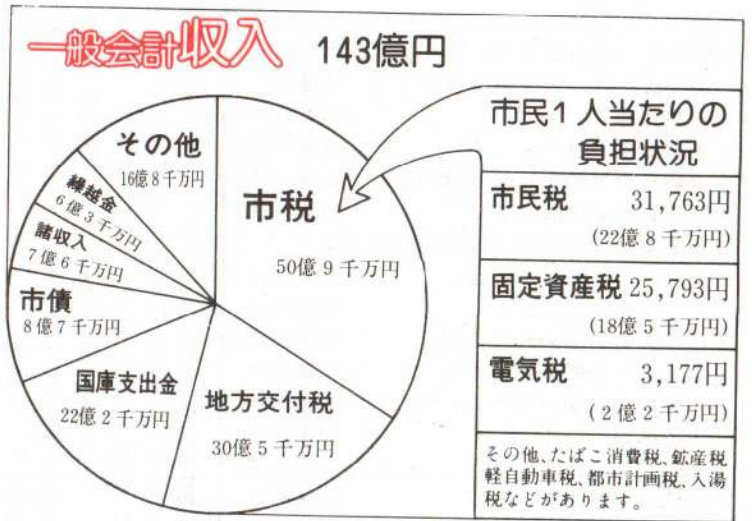 一般会計収入 143億円
市税
50億9千万円
地方交付税
30億5千万円
国庫支出金
22億2千万円
市債
8億7千万円
諸収入
7億6千万円
繰越金
6億3千万円
その他
16億8千万円
市民1人当たりの
負担状況
市民税 31,763円
(22億8千万円)
固定資産税 25,793円
(18億5千万円)
電気税 3,177円
(2億2千万円)
その他、たばこ消費税、鉱産税
軽自動車税、都市計画税、入湯
税などがあります。